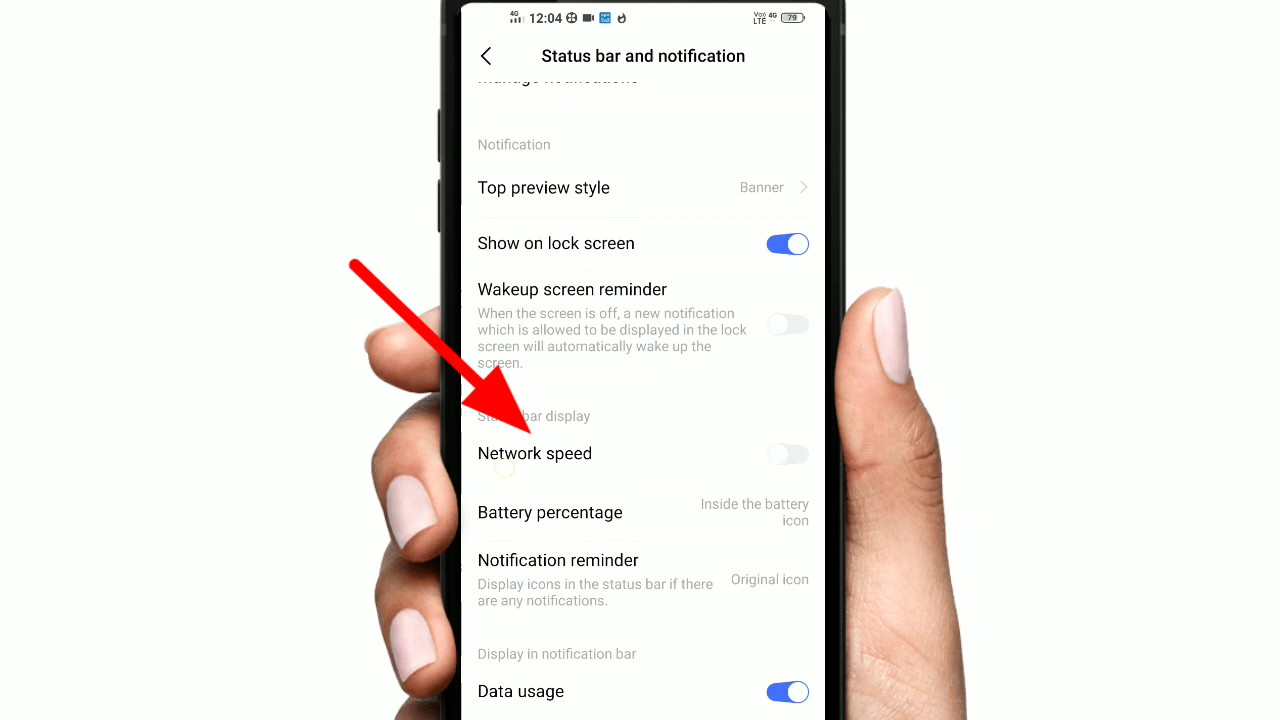 4G 12:04 Vo) 4G 79
LTE
Status bar and notification
Manage notifications
Notification
Top preview style Banner
Show on lock screen
Wakeup screen reminder
When the screen is off, a new notification
which is allowed to be displayed in the lock
screen will automatically wake up the
screen.
Status bar display
Network speed
Battery percentage Inside the battery
icon
Notification reminder
Display icons in the status bar if there Original icon
are any notifications.
Display in notification bar
Data usage